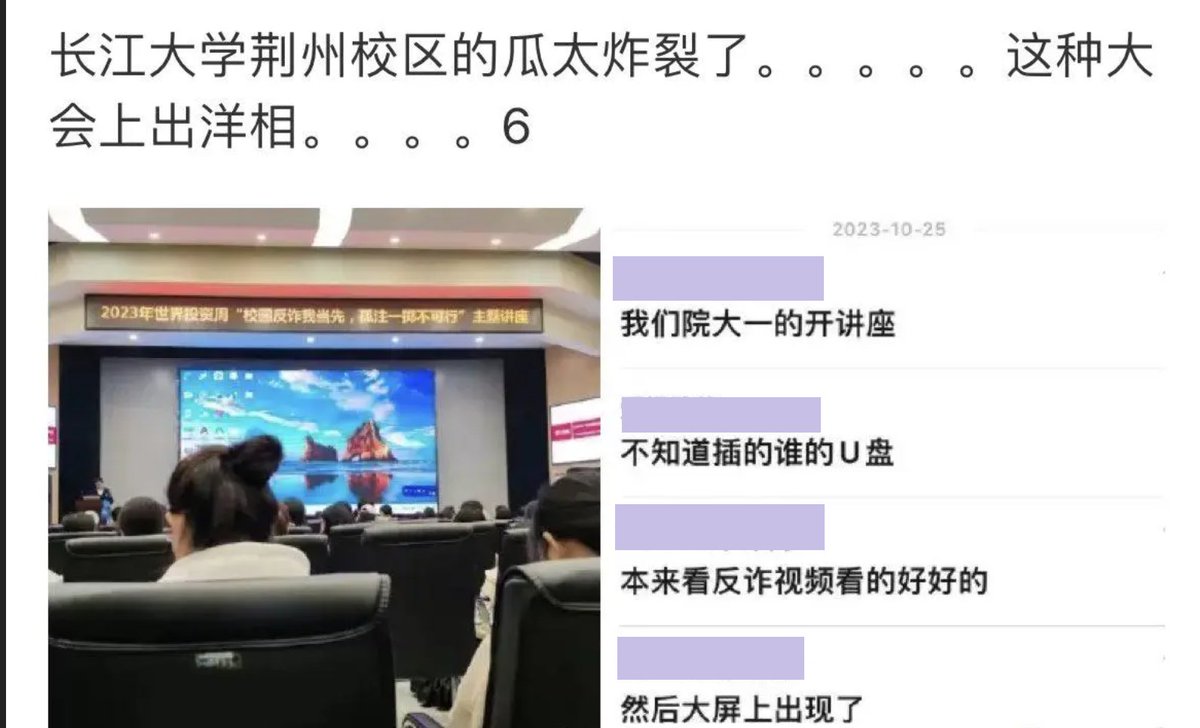 长江大学荆州校区的瓜太炸裂了。。。。。这种大
会上出洋相。。。。6
2023年世界投资周“校园反诈我当先，孤注一掷不可行”主题讲座
2023-10-25
我们院大一的开讲座
不知道插的谁的U盘
本来看反诈视频看的好好的
然后大屏上出现了